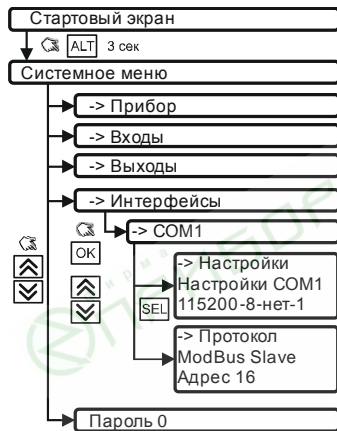 Стартовый экран
ALT 3 сек
Системное меню
-> Прибор
-> Входы
-> Выходы
-> Интерфейсы
-> COM1
OK
-> Настройки
Настройки COM1
115200-8-нет-1
SEL
-> Протокол
ModBus Slave
Адрес 16
Пароль 0